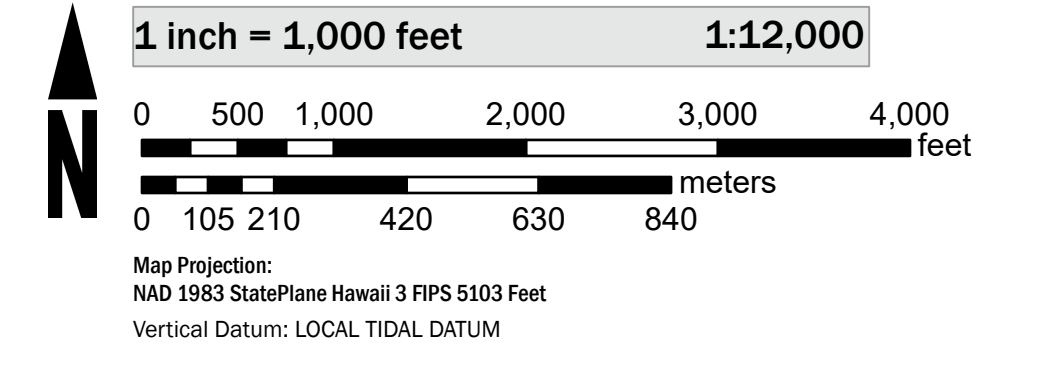 N
1 inch = 1,000 feet 1:12,000
0 500 1,000 2,000 3,000 4,000
feet
meters
0 105 210 420 630 840
Map Projection:
NAD 1983 StatePlane Hawaii 3 FIPS 5103 Feet
Vertical Datum: LOCAL TIDAL DATUM